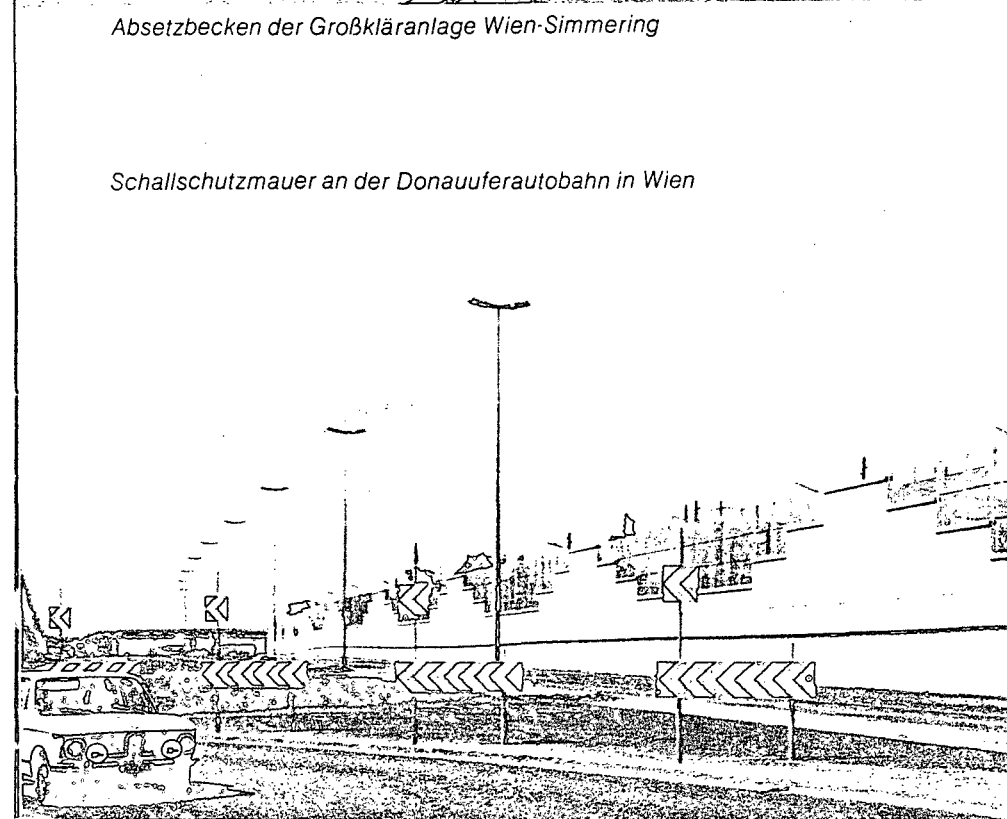 Absetzbecken der Großkläranlage Wien-Simmering
Schallschutzmauer an der Donauuferautobahn in Wien